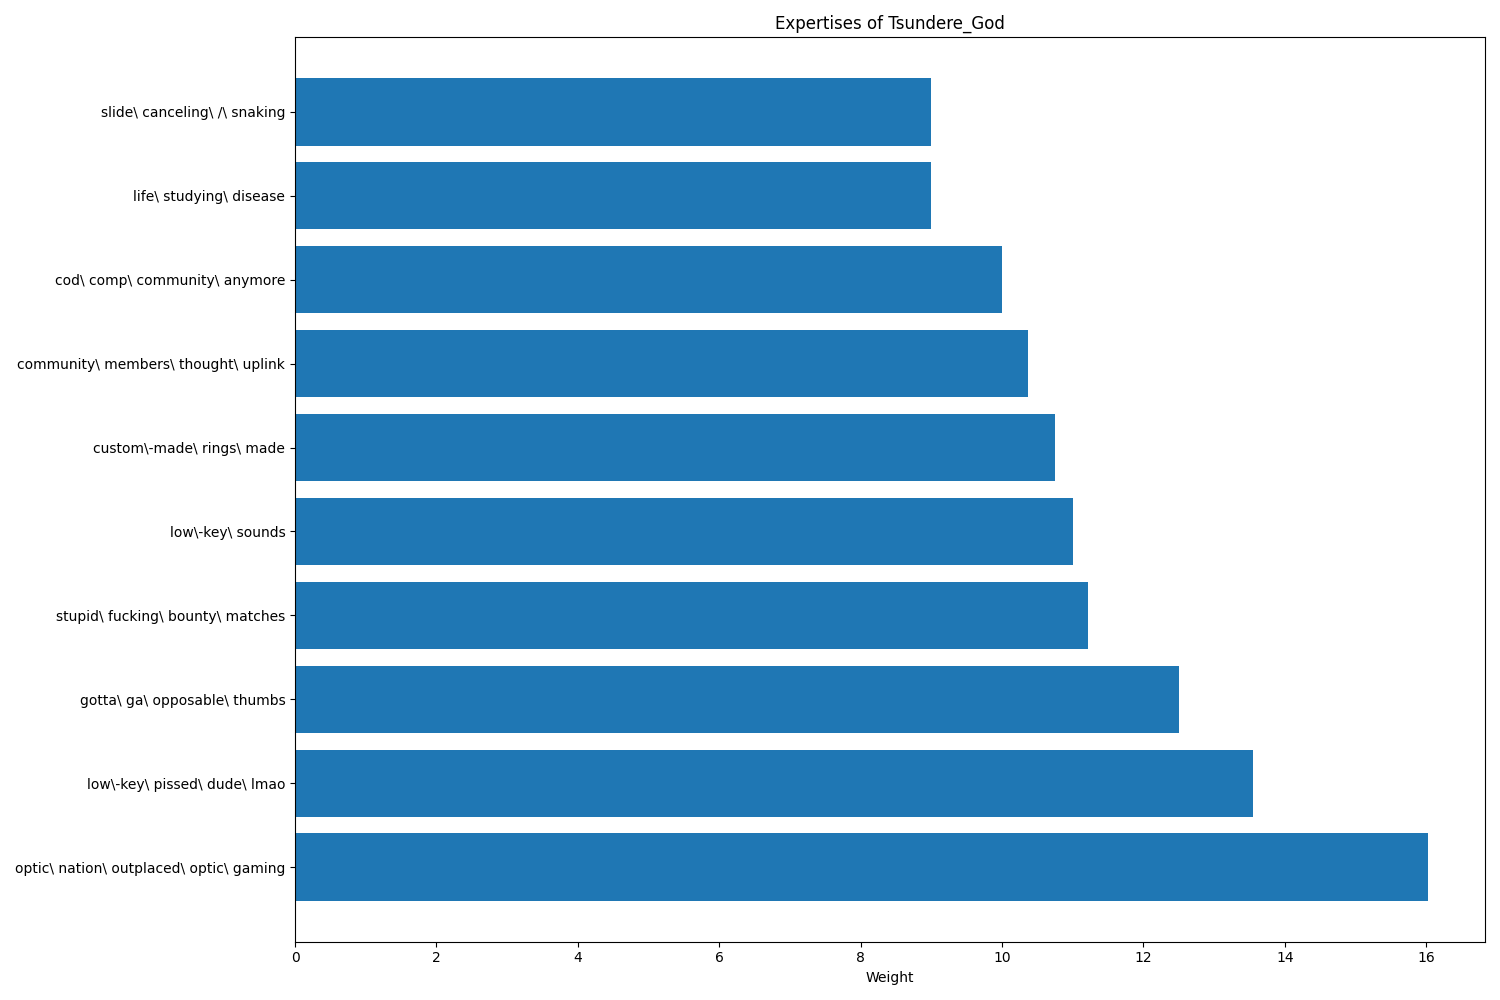 Expertises of Tsundere_God
slide\ canceling\ /\ snaking
life\ studying\ disease
cod\ comp\ community\ anymore
community\ members\ thought\ uplink
custom\-made\ rings\ made
low\-key\ sounds
stupid\ fucking\ bounty\ matches
gotta\ ga\ opposable\ thumbs
low\-key\ pissed\ dude\ lmao
optic\ nation\ outplaced\ optic\ gaming
0 2 4 6 8 10 12 14 16
Weight